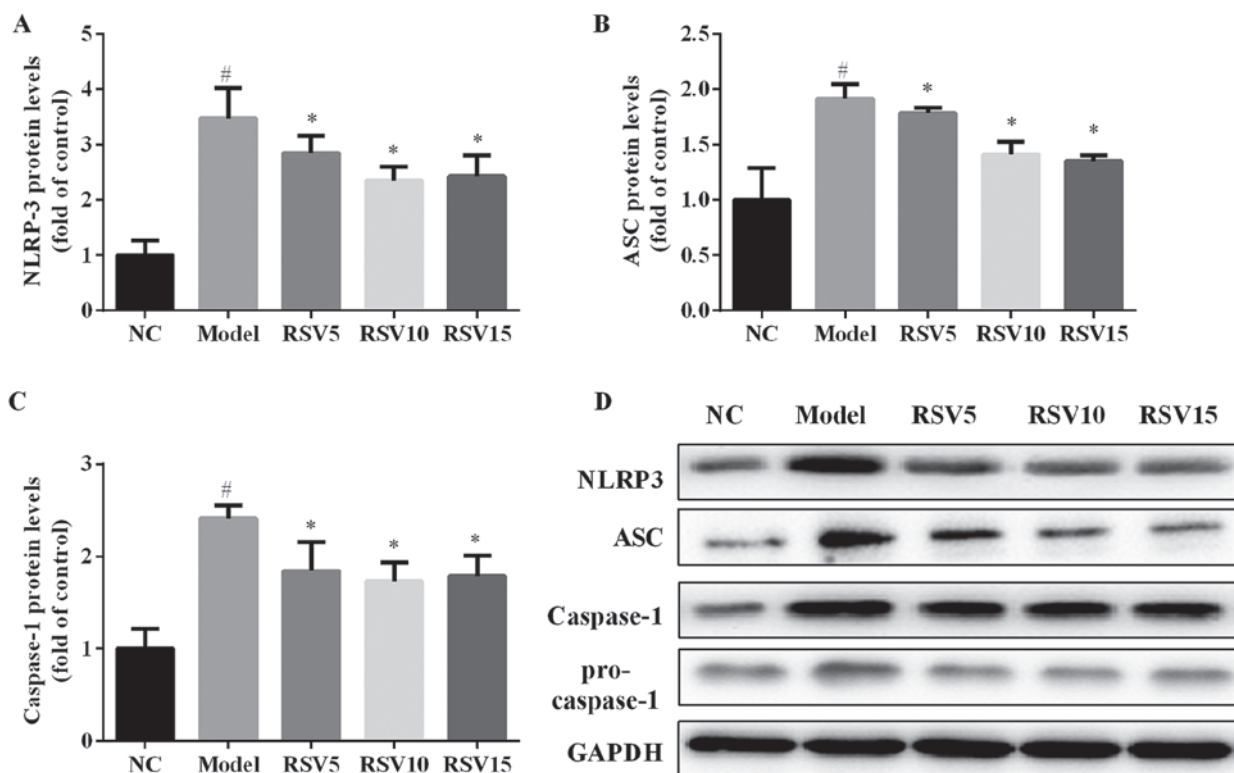 A
NLRP-3 protein levels
(fold of control)
5
4
3
2
1
0
#
*
*
*
NC Model RSV5 RSV10 RSV15
B
ASC protein levels
(fold of control)
2.5
2.0
1.5
1.0
0.5
0.0
#
*
*
*
NC Model RSV5 RSV10 RSV15
C
Caspase-1 protein levels
(fold of control)
3
2
1
0
#
*
*
*
NC Model RSV5 RSV10 RSV15
D
NC Model RSV5 RSV10 RSV15
NLRP3
ASC
Caspase-1
pro-
caspase-1
GAPDH